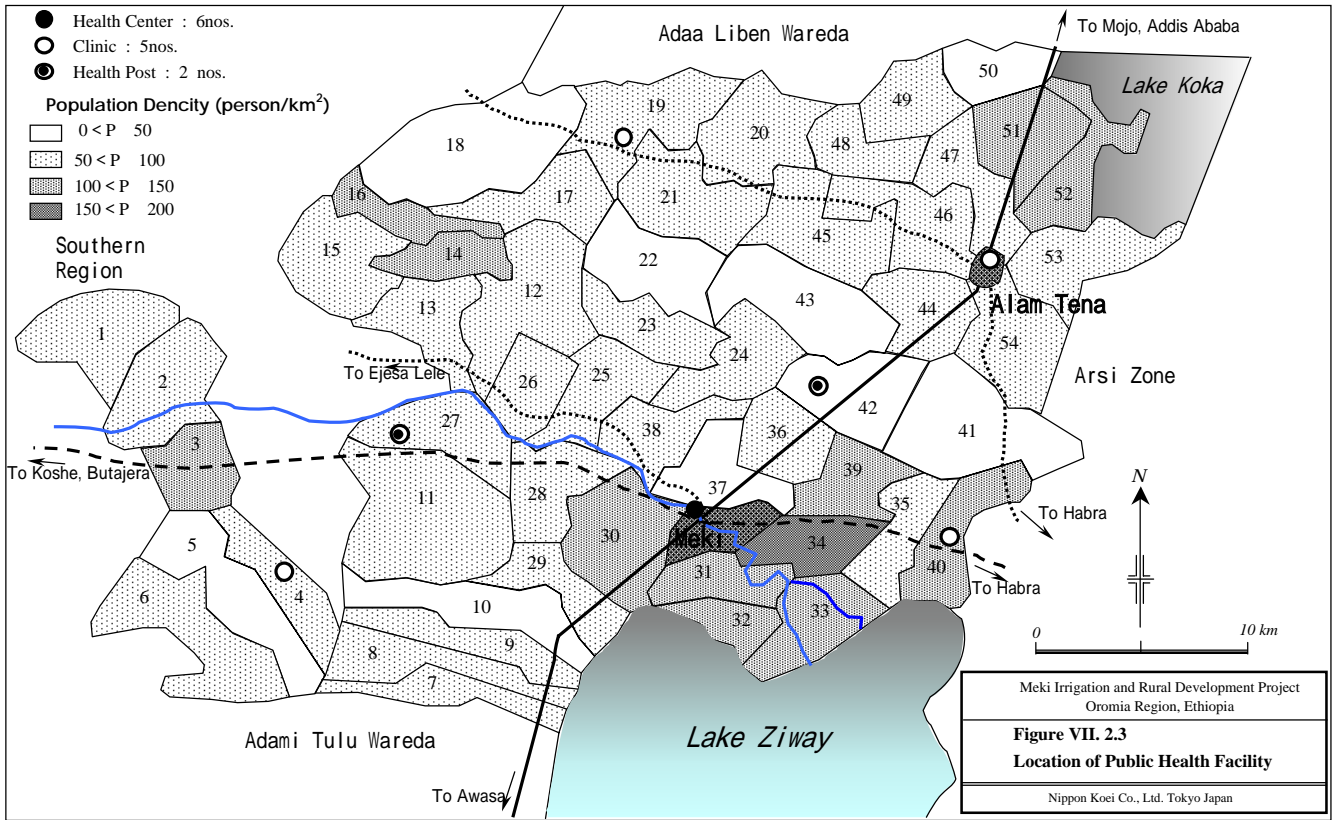 Health Center : 6nos.
Clinic : 5nos.
Health Post : 2 nos.
Population Dencity (person/km²)
0 < P 50
50 < P 100
100 < P 150
150 < P 200
Adaa Liben Wareda
To Mojo, Addis Ababa
Lake Koka
Southern
Region
Alam Tena
Arsi Zone
To Ejesa Lele
To Koshe, Butajera
Meki
To Habra
To Habra
N
0 10 km
Adami Tulu Wareda
Lake Ziway
To Awasa
1
2
3
4
5
6
7
8
9
10
11
12
13
14
15
16
17
18
19
20
21
22
23
24
25
26
27
28
29
30
31
32
33
34
35
36
37
38
39
40
41
42
43
44
45
46
47
48
49
50
51
52
53
54
Meki Irrigation and Rural Development Project
Oromia Region, Ethiopia
Figure VII. 2.3
Location of Public Health Facility
Nippon Koei Co., Ltd. Tokyo Japan